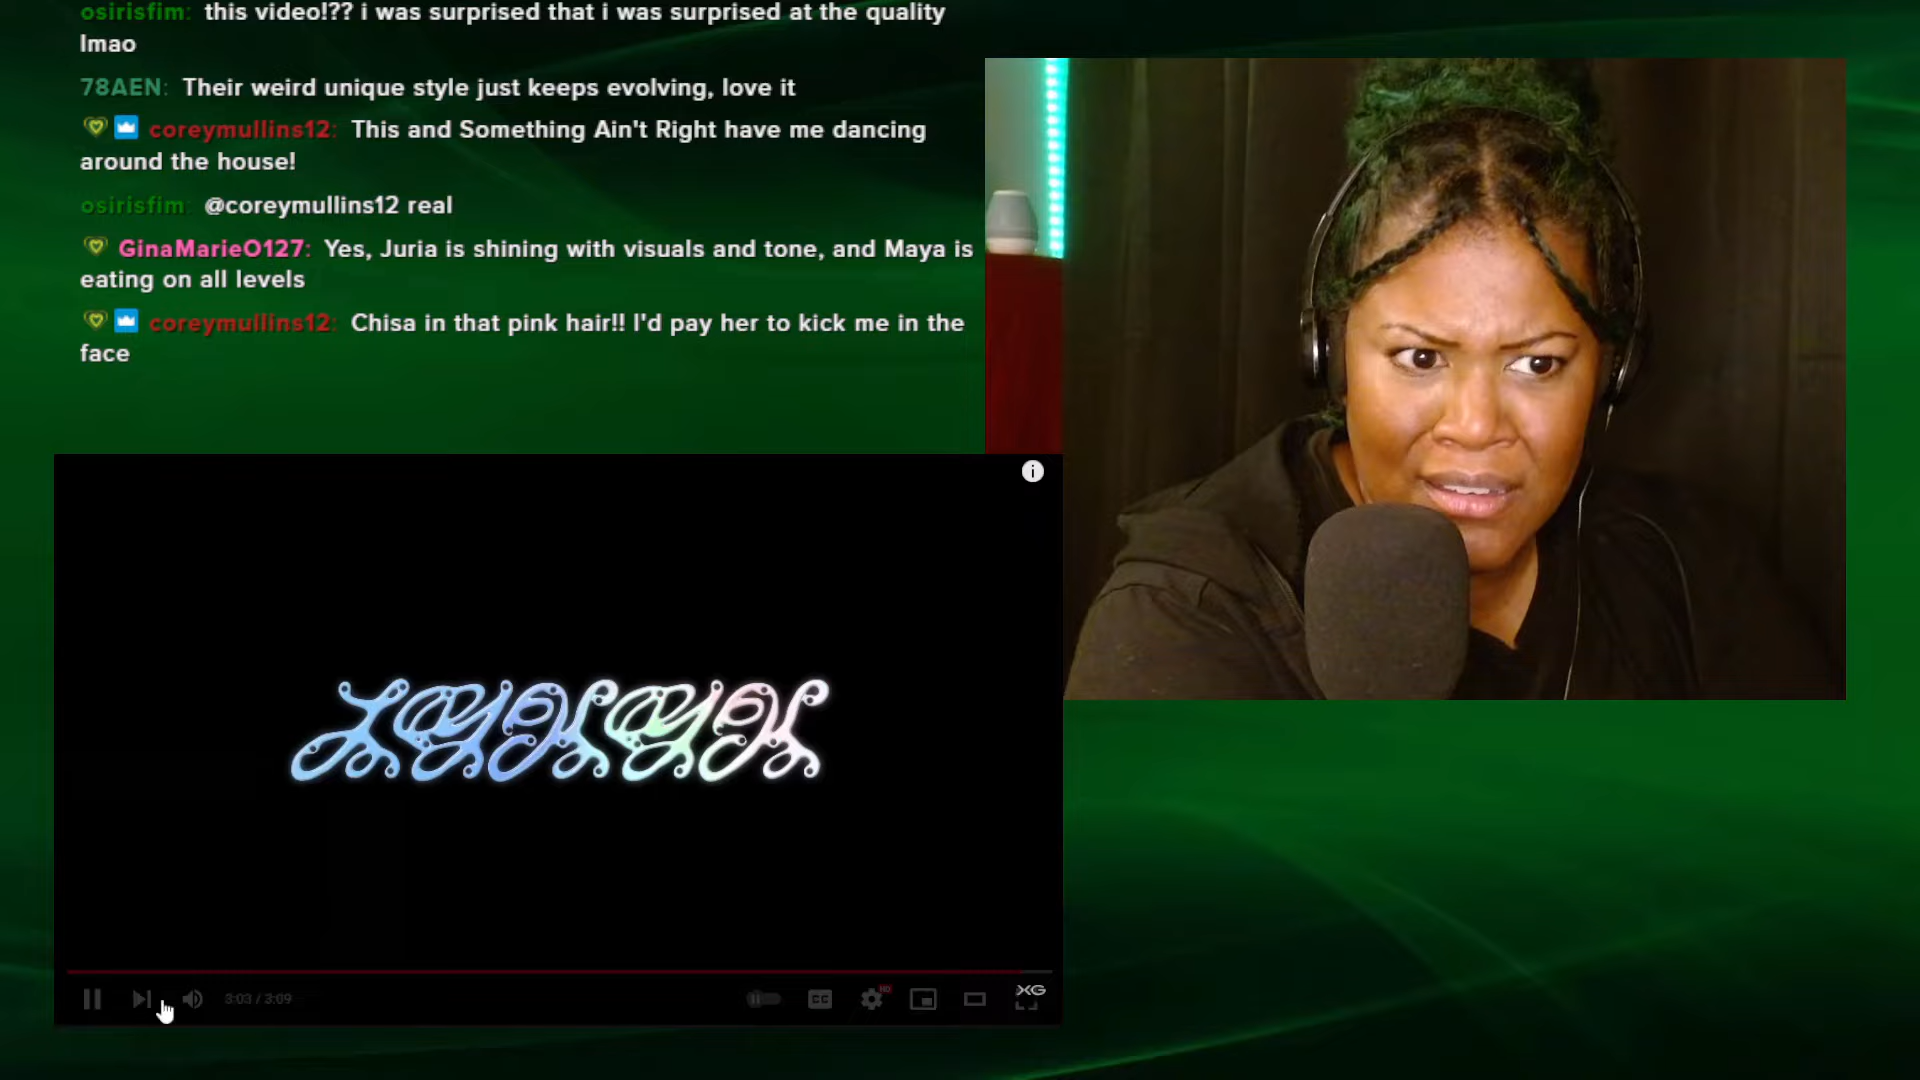 osirisfim: this video!?? i was surprised that i was surprised at the quality
lmao
78AEN: Their weird unique style just keeps evolving, love it
coreymullins12: This and Something Ain't Right have me dancing
around the house!
osirisfim: @coreymullins12 real
GinaMarieO127: Yes, Juria is shining with visuals and tone, and Maya is
eating on all levels
coreymullins12: Chisa in that pink hair!! I'd pay her to kick me in the
face
3:03 / 3:09
CC
HD
XG